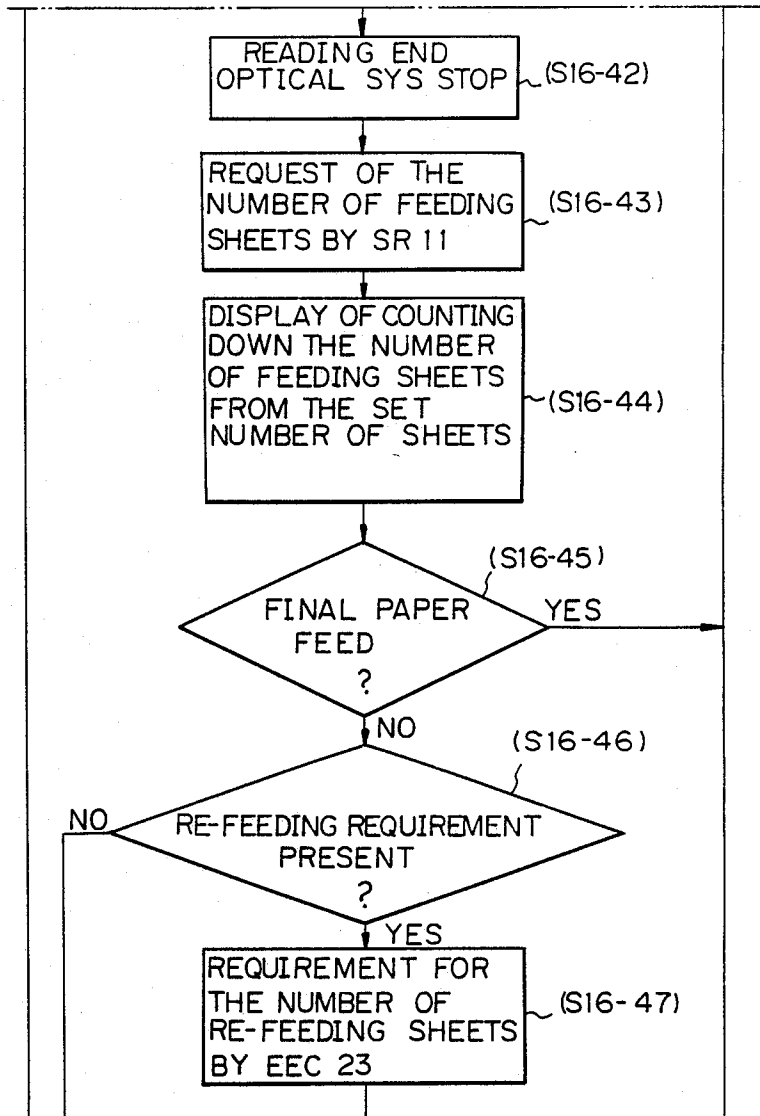 READING END
OPTICAL SYS STOP
(S16-42)
REQUEST OF THE
NUMBER OF FEEDING
SHEETS BY SR 11
(S16-43)
DISPLAY OF COUNTING
DOWN THE NUMBER
OF FEEDING SHEETS
FROM THE SET
NUMBER OF SHEETS
(S16-44)
(S16-45)
FINAL PAPER
FEED
?
YES
NO
(S16-46)
NO
RE-FEEDING REQUIREMENT
PRESENT
?
YES
REQUIREMENT FOR
THE NUMBER OF
RE-FEEDING SHEETS
BY EEC 23
(S16-47)